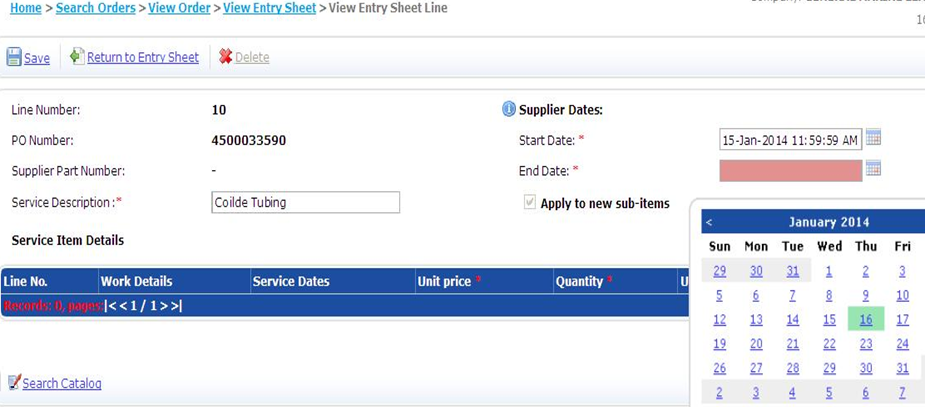 Home > Search Orders > View Order > View Entry Sheet > View Entry Sheet Line
Save Return to Entry Sheet Delete
Line Number: 10
PO Number: 4500033590
Supplier Part Number: -
Service Description :* Coilde Tubing
Supplier Dates:
Start Date: * 15-Jan-2014 11:59:59 AM
End Date: *
Apply to new sub-items
Service Item Details
Line No. Work Details Service Dates Unit price * Quantity * U
Records: 0, pages:|< < 1 / 1 > >|
Search Catalog
< January 2014
Sun Mon Tue Wed Thu Fri
29 30 31 1 2 3
5 6 7 8 9 10
12 13 14 15 16 17
19 20 21 22 23 24
26 27 28 29 30 31
2 3 4 5 6 7